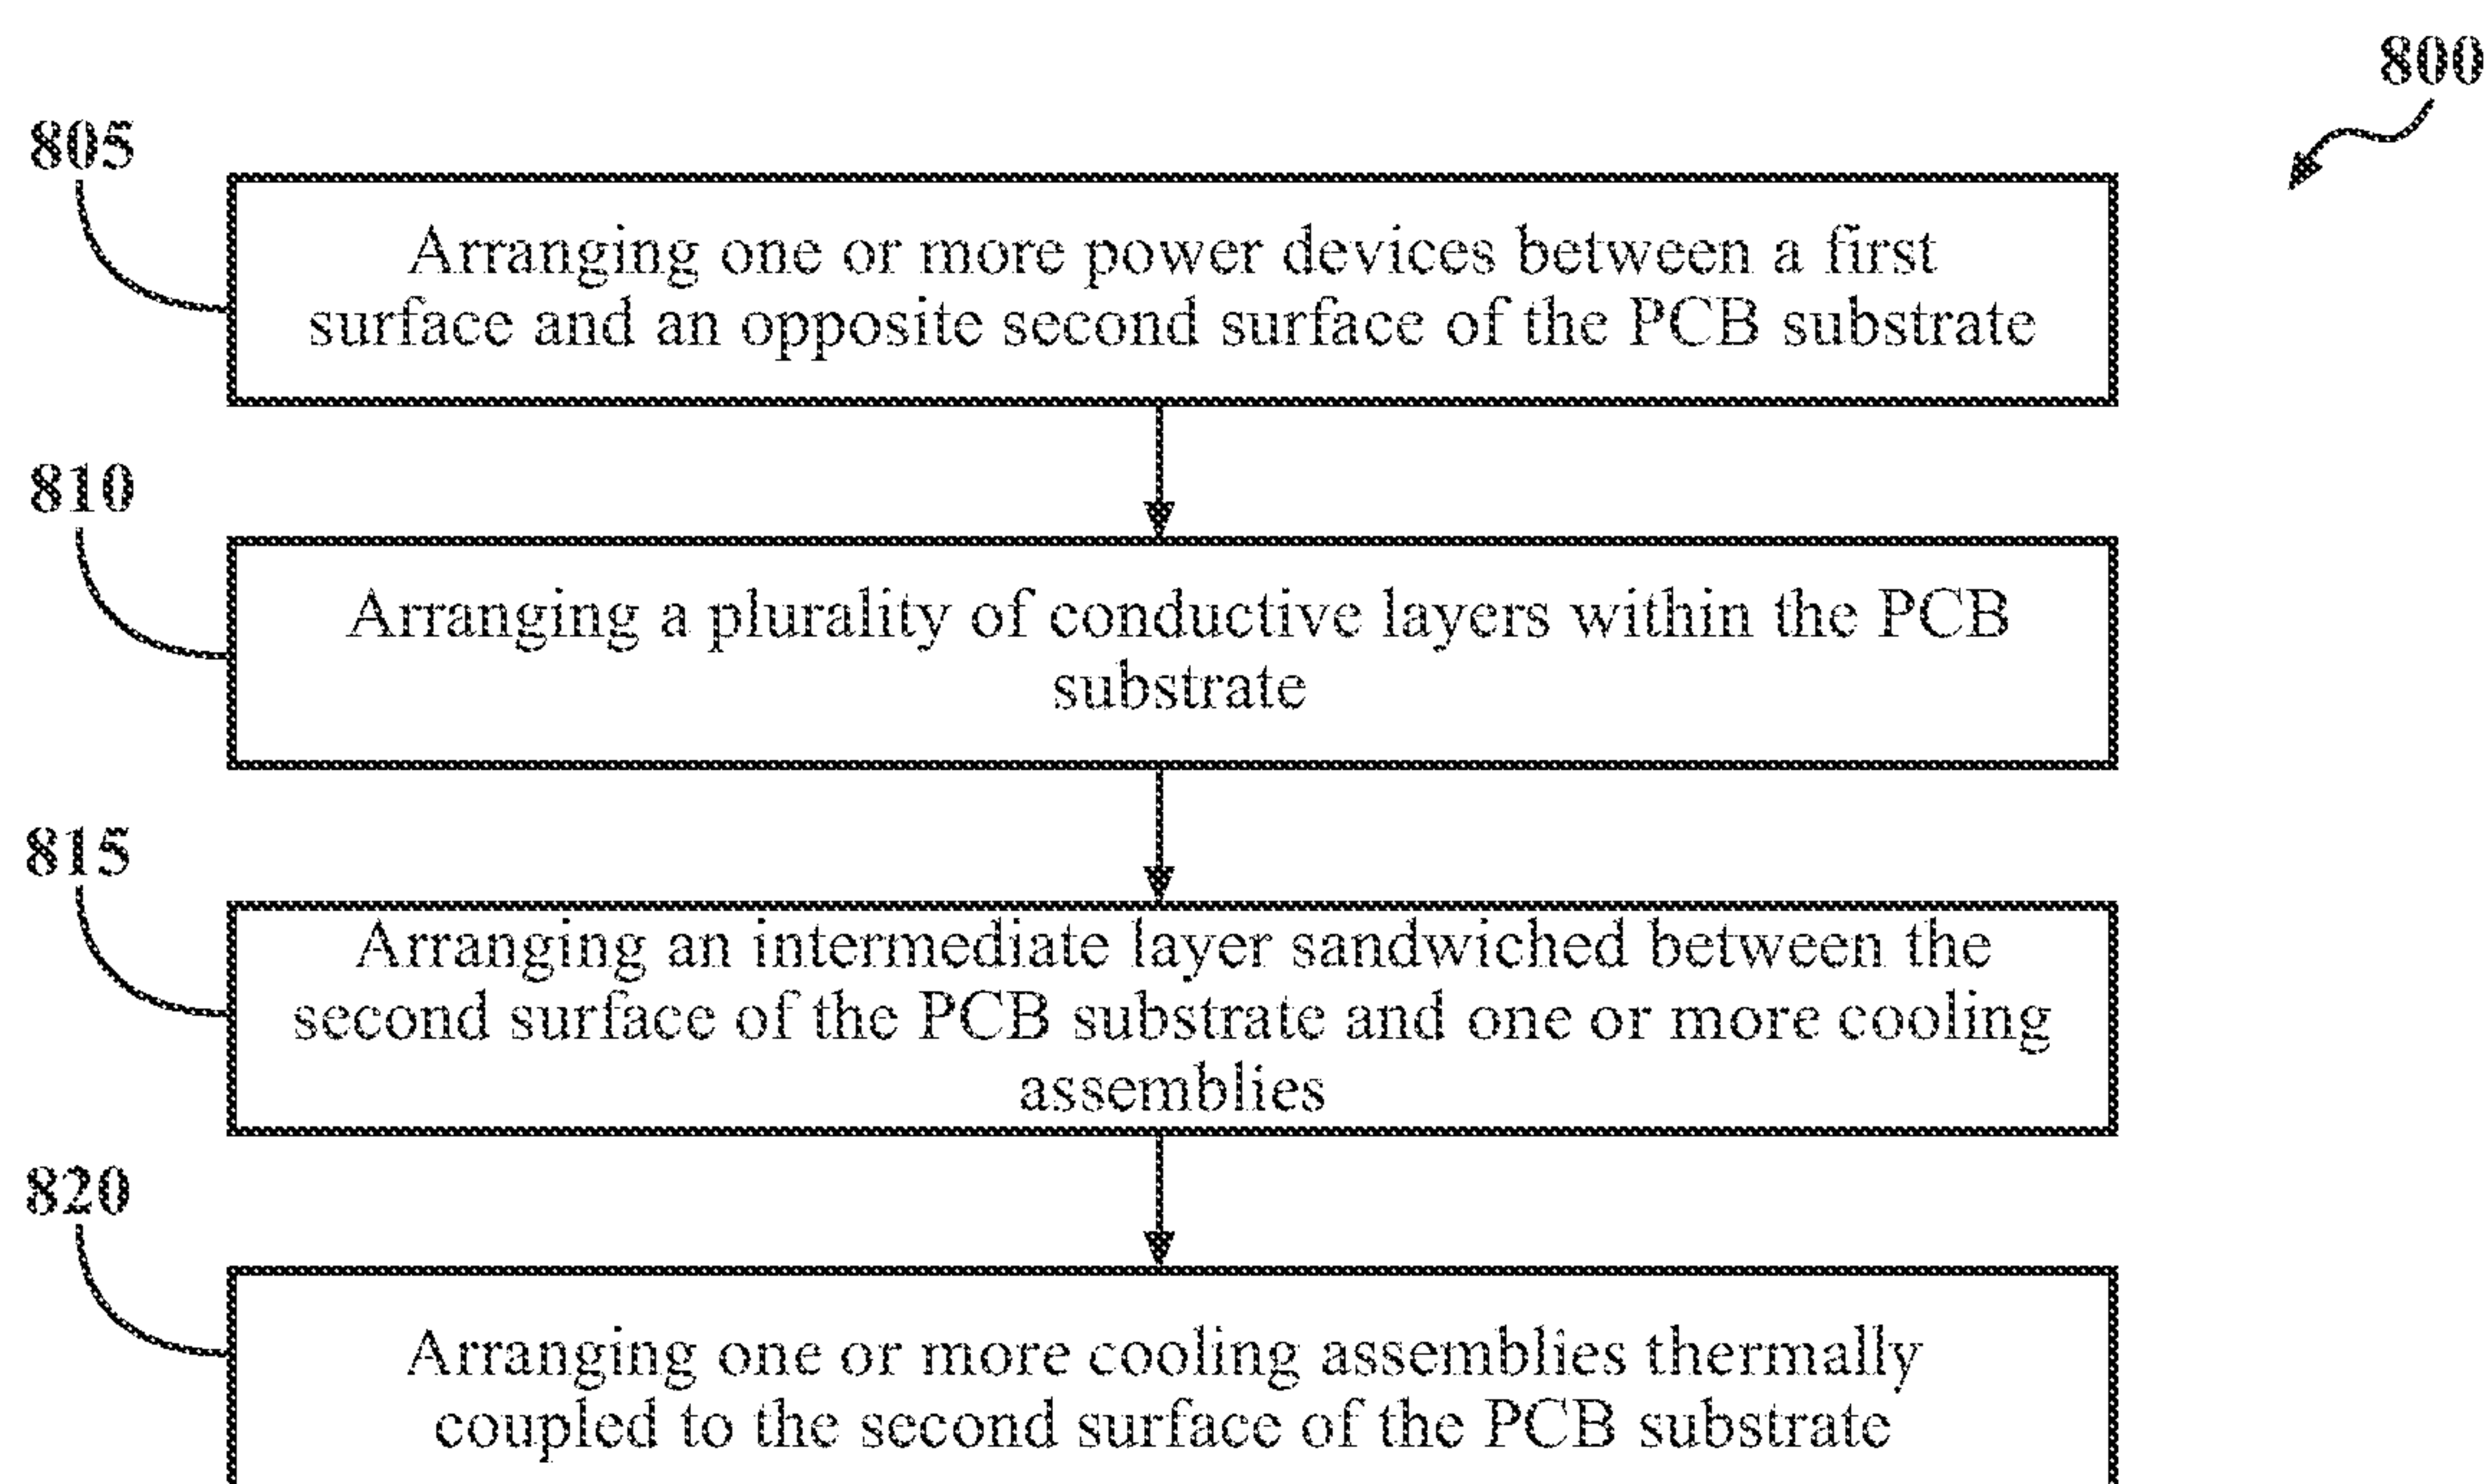 800
805
Arranging one or more power devices between a first
surface and an opposite second surface of the PCB substrate
810
Arranging a plurality of conductive layers within the PCB
substrate
815
Arranging an intermediate layer sandwiched between the
second surface of the PCB substrate and one or more cooling
assemblies
820
Arranging one or more cooling assemblies thermally
coupled to the second surface of the PCB substrate